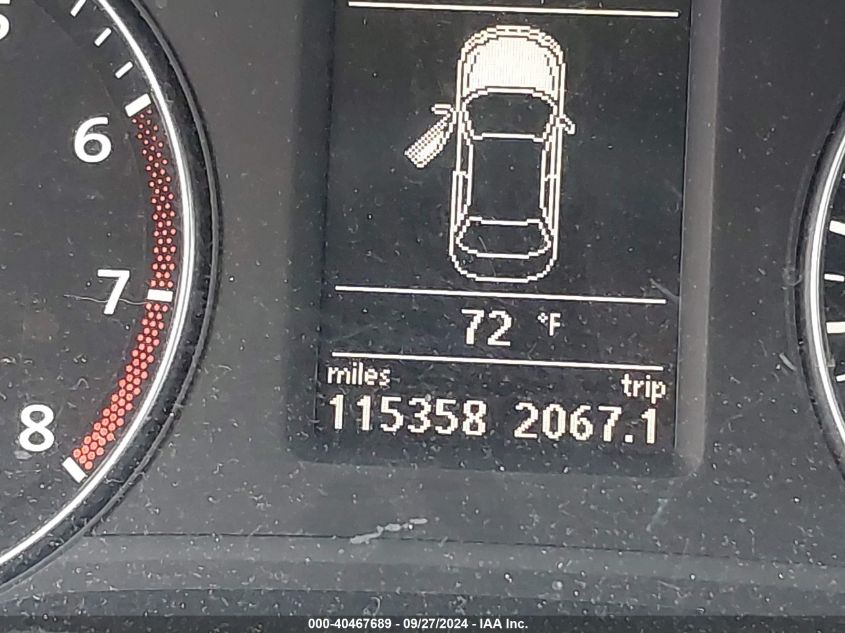 6
7
8
72 °F
miles trip
115358 2067.1
000-40467689 - 09/27/2024 - IAA Inc.